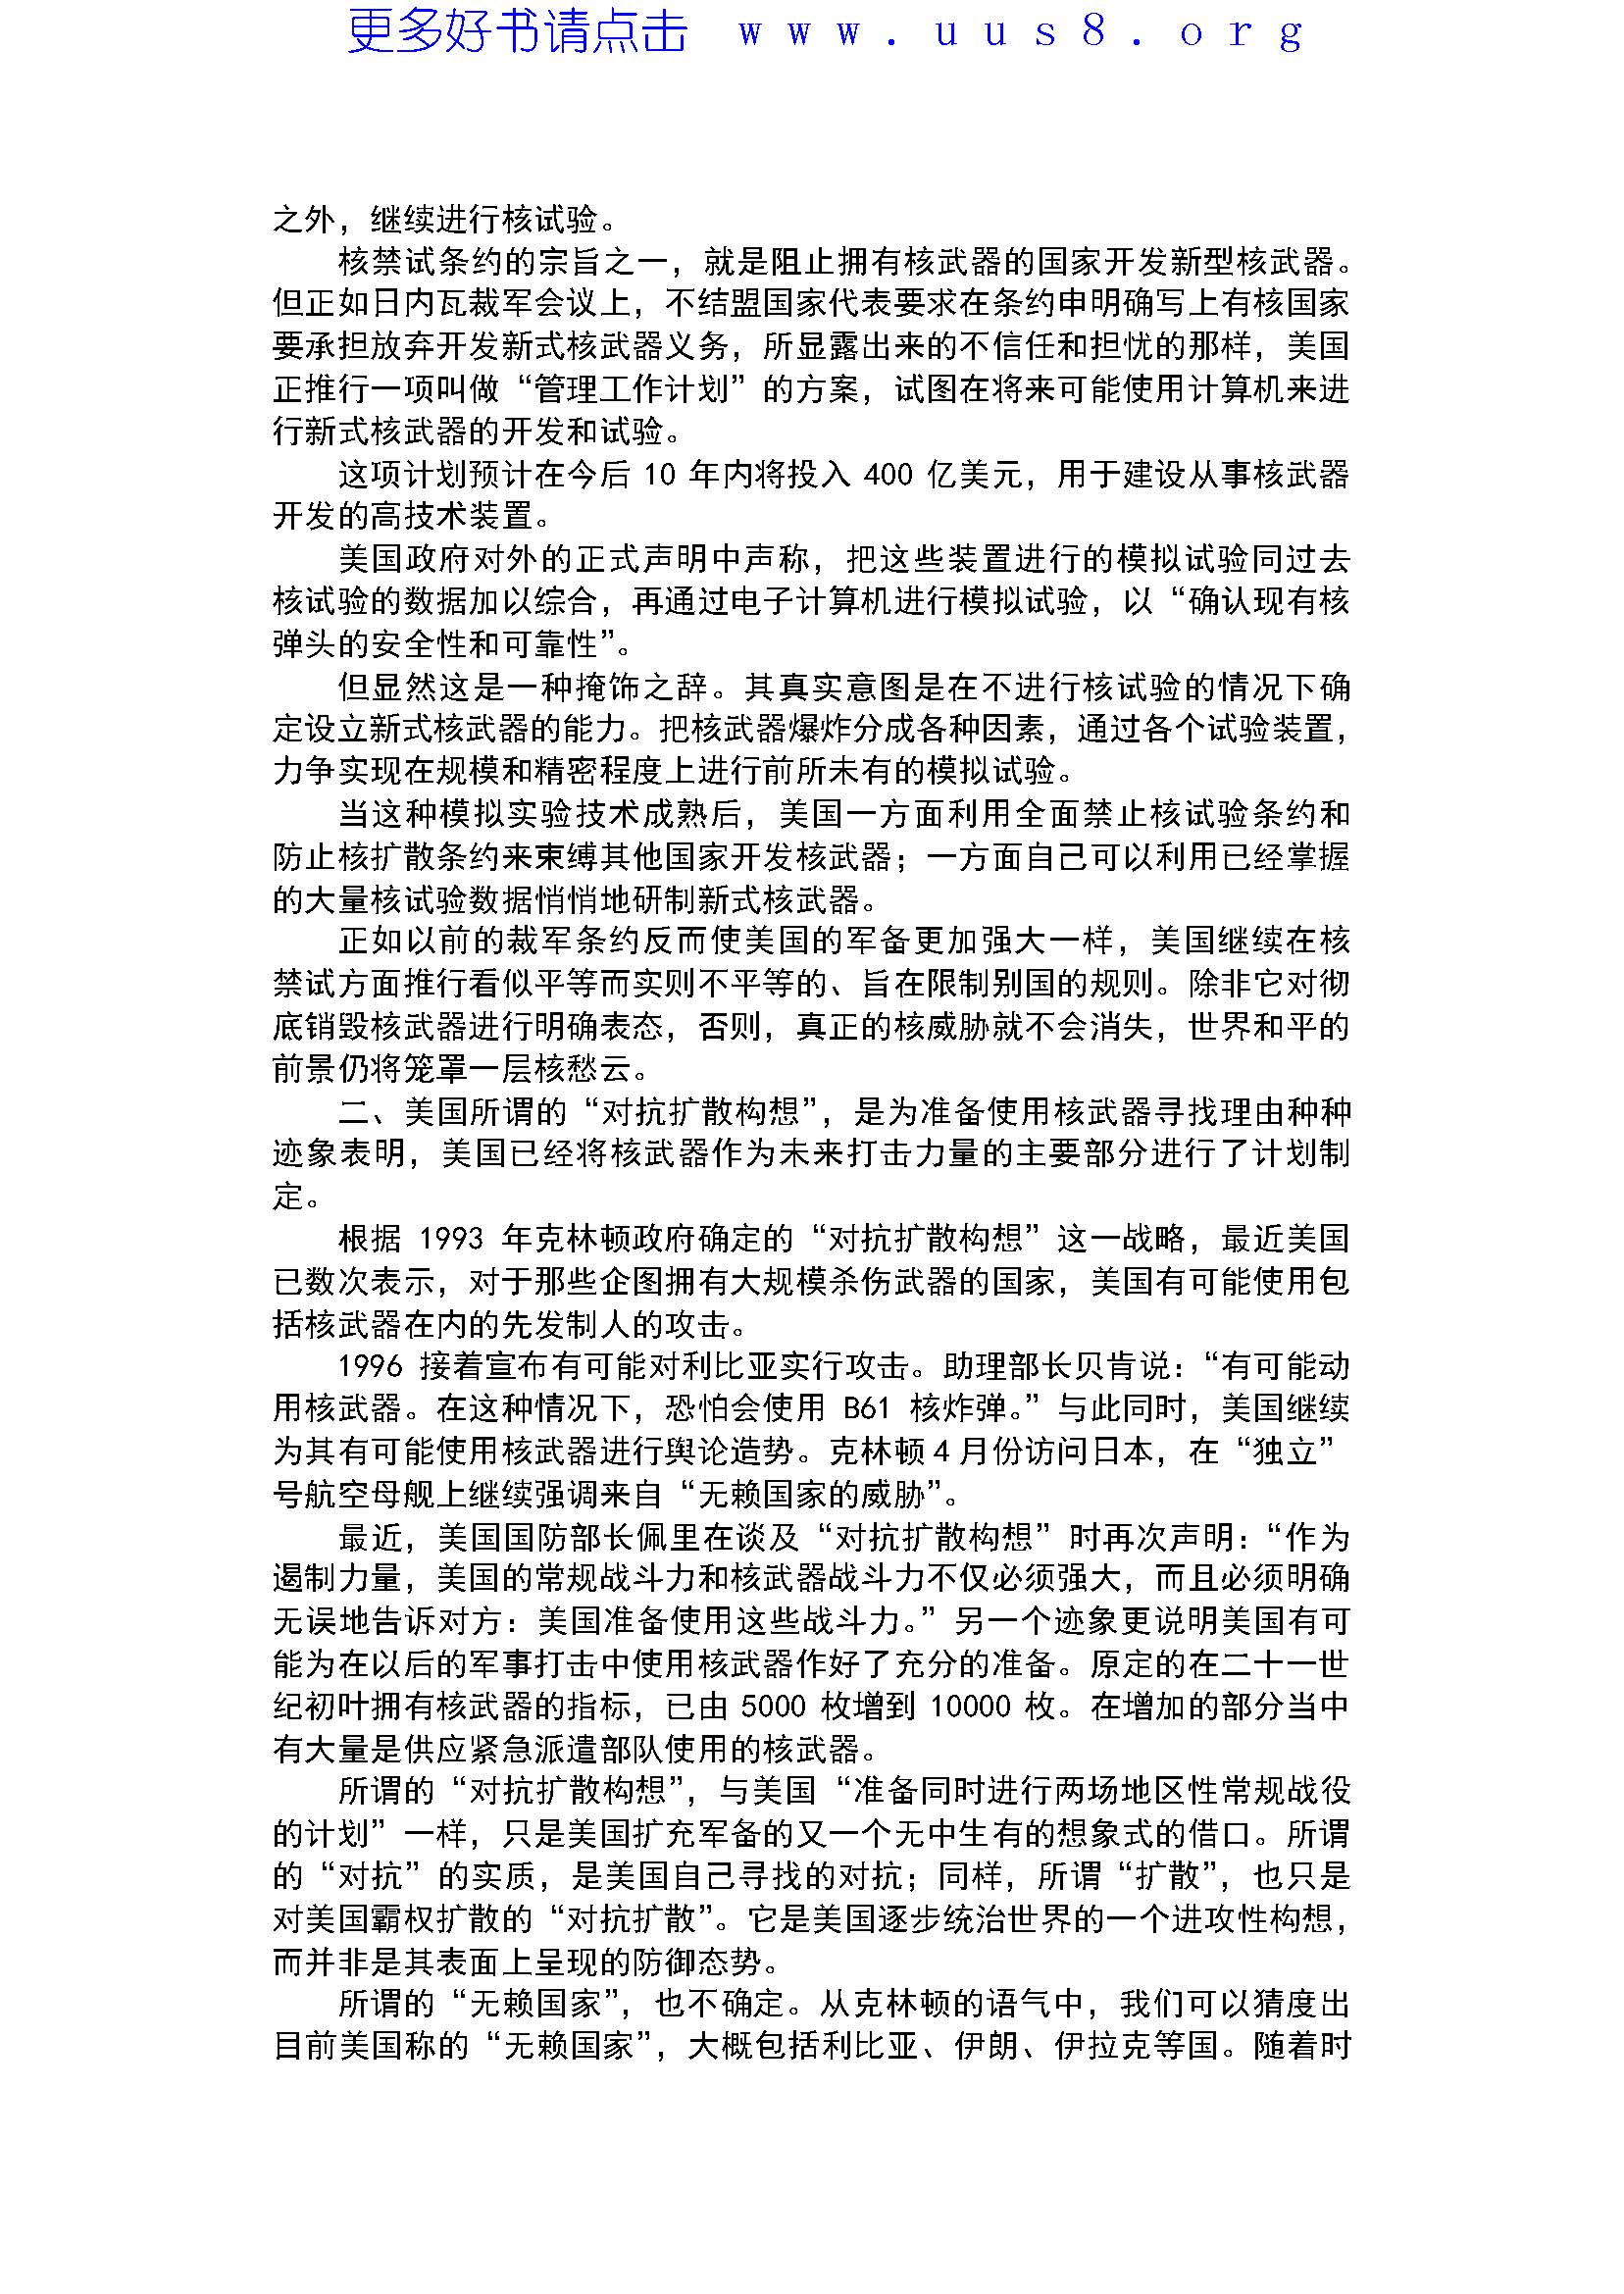 更多好书请点击 www.uus8.org
之外，继续进行核试验。
核禁试条约的宗旨之一，就是阻止拥有核武器的国家开发新型核武器。
但正如日内瓦裁军会议上，不结盟国家代表要求在条约申明确写上有核国家
要承担放弃开发新式核武器义务，所显露出来的不信任和担忧的那样，美国
正推行一项叫做“管理工作计划”的方案，试图在将来可能使用计算机来进
行新式核武器的开发和试验。
这项计划预计在今后 10 年内将投入 400 亿美元，用于建设从事核武器
开发的高技术装置。
美国政府对外的正式声明中声称，把这些装置进行的模拟试验同过去
核试验的数据加以综合，再通过电子计算机进行模拟试验，以“确认现有核
弹头的安全性和可靠性”。
但显然这是一种掩饰之辞。其真实意图是在不进行核试验的情况下确
定设立新式核武器的能力。把核武器爆炸分成各种因素，通过各个试验装置，
力争实现在规模和精密程度上进行前所未有的模拟试验。
当这种模拟实验技术成熟后，美国一方面利用全面禁止核试验条约和
防止核扩散条约来束缚其他国家开发核武器；一方面自己可以利用已经掌握
的大量核试验数据悄悄地研制新式核武器。
正如以前的裁军条约反而使美国的军备更加强大一样，美国继续在核
禁试方面推行看似平等而实则不平等的、旨在限制别国的规则。除非它对彻
底销毁核武器进行明确表态，否则，真正的核威胁就不会消失，世界和平的
前景仍将笼罩一层核愁云。
二、美国所谓的“对抗扩散构想”，是为准备使用核武器寻找理由种种
迹象表明，美国已经将核武器作为未来打击力量的主要部分进行了计划制
定。
根据 1993 年克林顿政府确定的“对抗扩散构想”这一战略，最近美国
已数次表示，对于那些企图拥有大规模杀伤武器的国家，美国有可能使用包
括核武器在内的先发制人的攻击。
1996 接着宣布有可能对利比亚实行攻击。助理部长贝肯说：“有可能动
用核武器。在这种情况下，恐怕会使用 B61 核炸弹。”与此同时，美国继续
为其有可能使用核武器进行舆论造势。克林顿 4 月份访问日本，在“独立”
号航空母舰上继续强调来自“无赖国家的威胁”。
最近，美国国防部长佩里在谈及“对抗扩散构想”时再次声明：“作为
遏制力量，美国的常规战斗力和核武器战斗力不仅必须强大，而且必须明确
无误地告诉对方：美国准备使用这些战斗力。”另一个迹象更说明美国有可
能为在以后的军事打击中使用核武器作好了充分的准备。原定的在二十一世
纪初叶拥有核武器的指标，已由 5000 枚增到 10000 枚。在增加的部分当中
有大量是供应紧急派遣部队使用的核武器。
所谓的“对抗扩散构想”，与美国“准备同时进行两场地区性常规战役
的计划”一样，只是美国扩充军备的又一个无中生有的想象式的借口。所谓
的“对抗”的实质，是美国自己寻找的对抗；同样，所谓“扩散”，也只是
对美国霸权扩散的“对抗扩散”。它是美国逐步统治世界的一个进攻性构想，
而并非是其表面上呈现的防御态势。
所谓的“无赖国家”，也不确定。从克林顿的语气中，我们可以猜度出
目前美国称的“无赖国家”，大概包括利比亚、伊朗、伊拉克等国。随着时